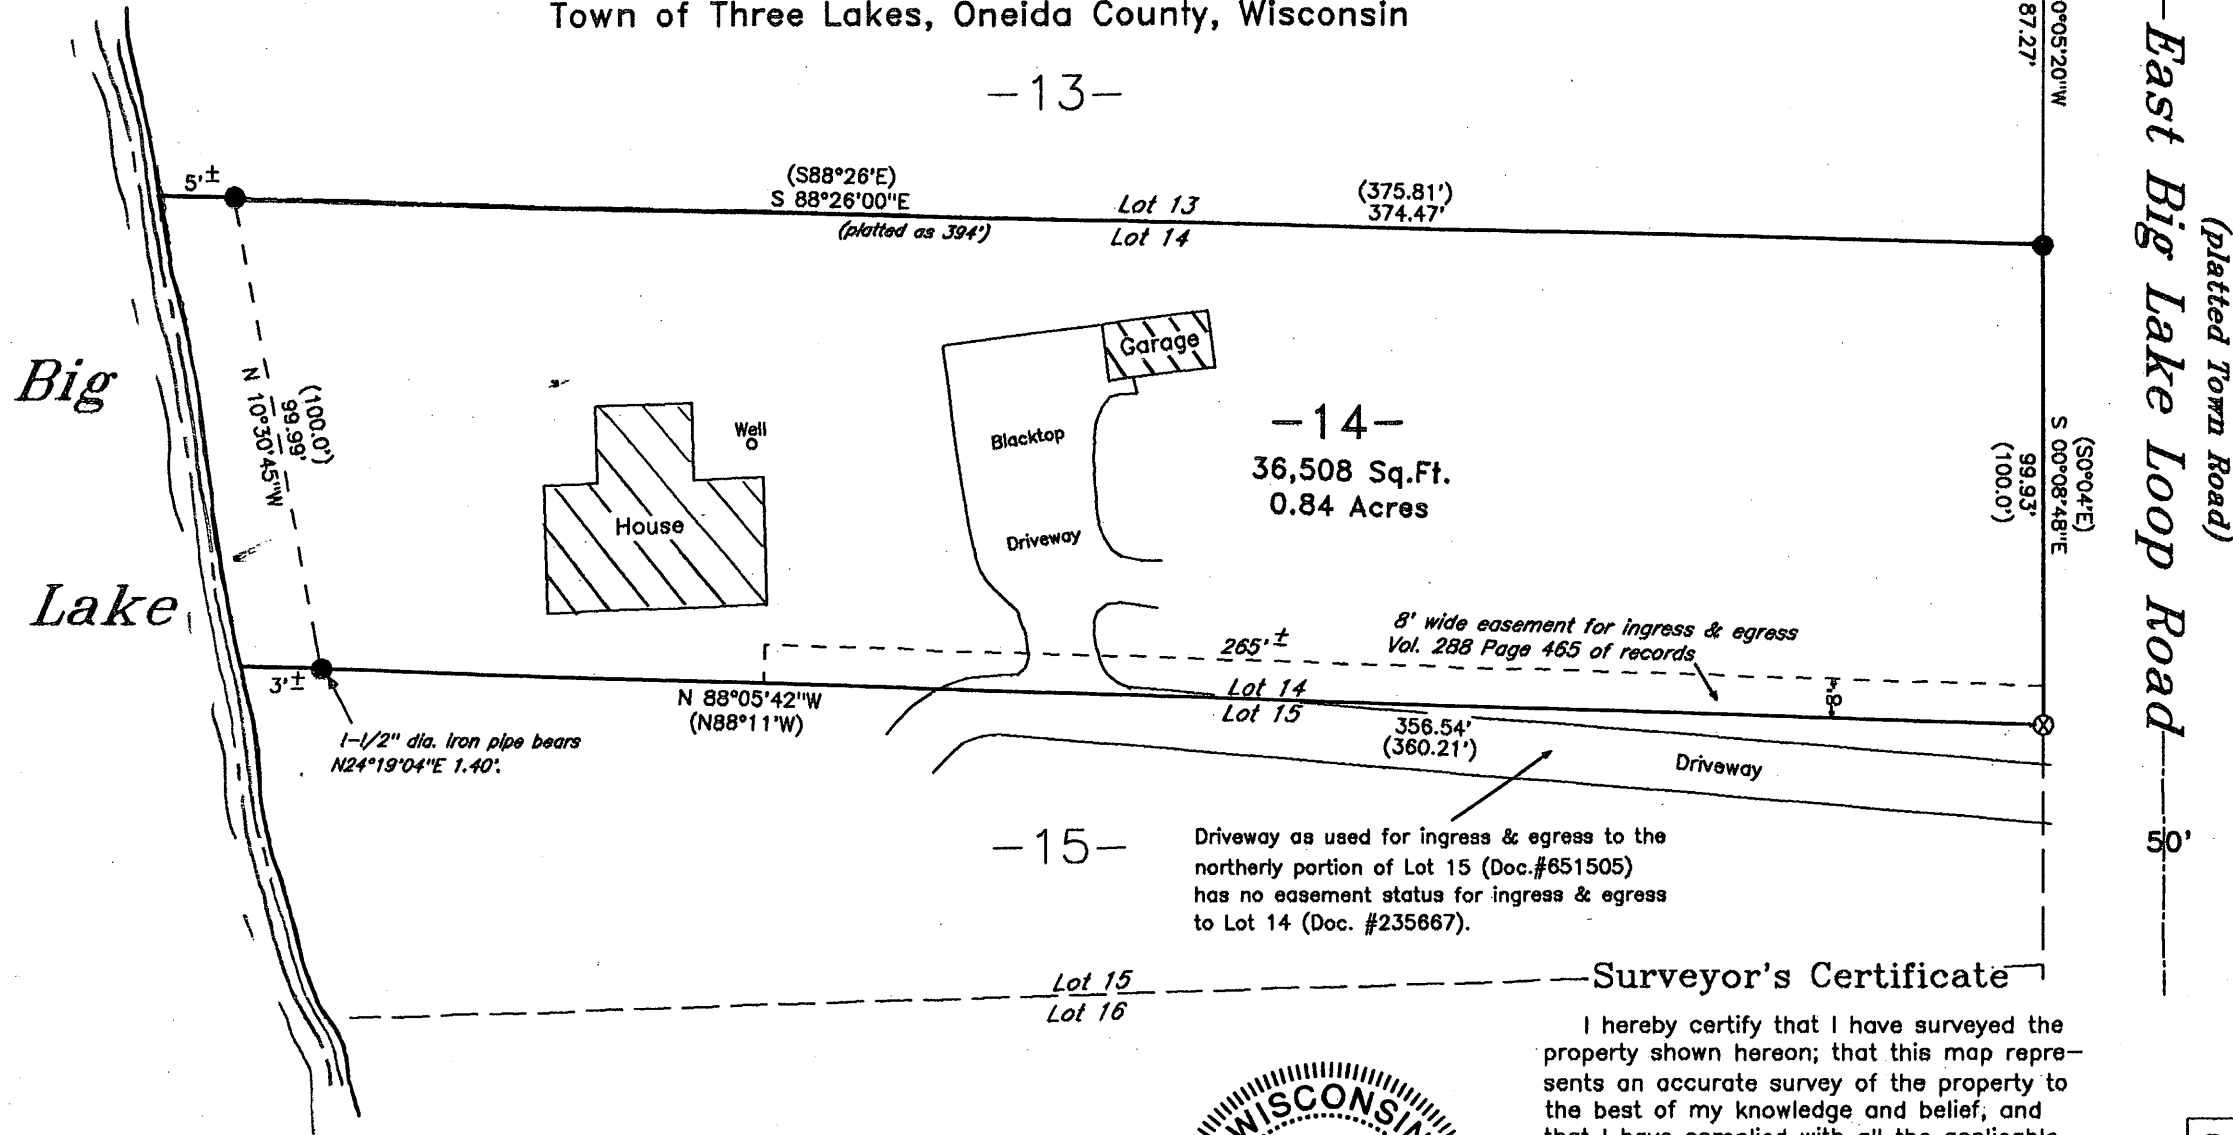 Town of Three Lakes, Oneida County, Wisconsin
0°05'20"W
87.27'
-13-
5'±
(S88°26'E)
S 88°26'00"E
(platted as 394')
Lot 13
Lot 14
(375.81')
374.47'
East Big Lake Loop Road
(platted Town Road)
Big
Lake
(100.0')
99.99'
N 10°30'45"W
House
Well
Garage
Blacktop
Driveway
-14-
36,508 Sq.Ft.
0.84 Acres
(S0°04'E)
S 00°08'48"E
99.93'
(100.0')
8' wide easement for ingress & egress
Vol. 288 Page 465 of records
265'±
8'
3'±
N 88°05'42"W
(N88°11'W)
Lot 14
Lot 15
356.54'
(360.21')
1-1/2" dia. iron pipe bears
N24°19'04"E 1.40'.
Driveway
50'
-15-
Driveway as used for ingress & egress to the
northerly portion of Lot 15 (Doc.#651505)
has no easement status for ingress & egress
to Lot 14 (Doc. #235667).
Lot 15
Lot 16
Surveyor's Certificate
I hereby certify that I have surveyed the
property shown hereon; that this map repre-
sents an accurate survey of the property to
the best of my knowledge and belief; and
that I have complied with all the applicable
WISCONSIN